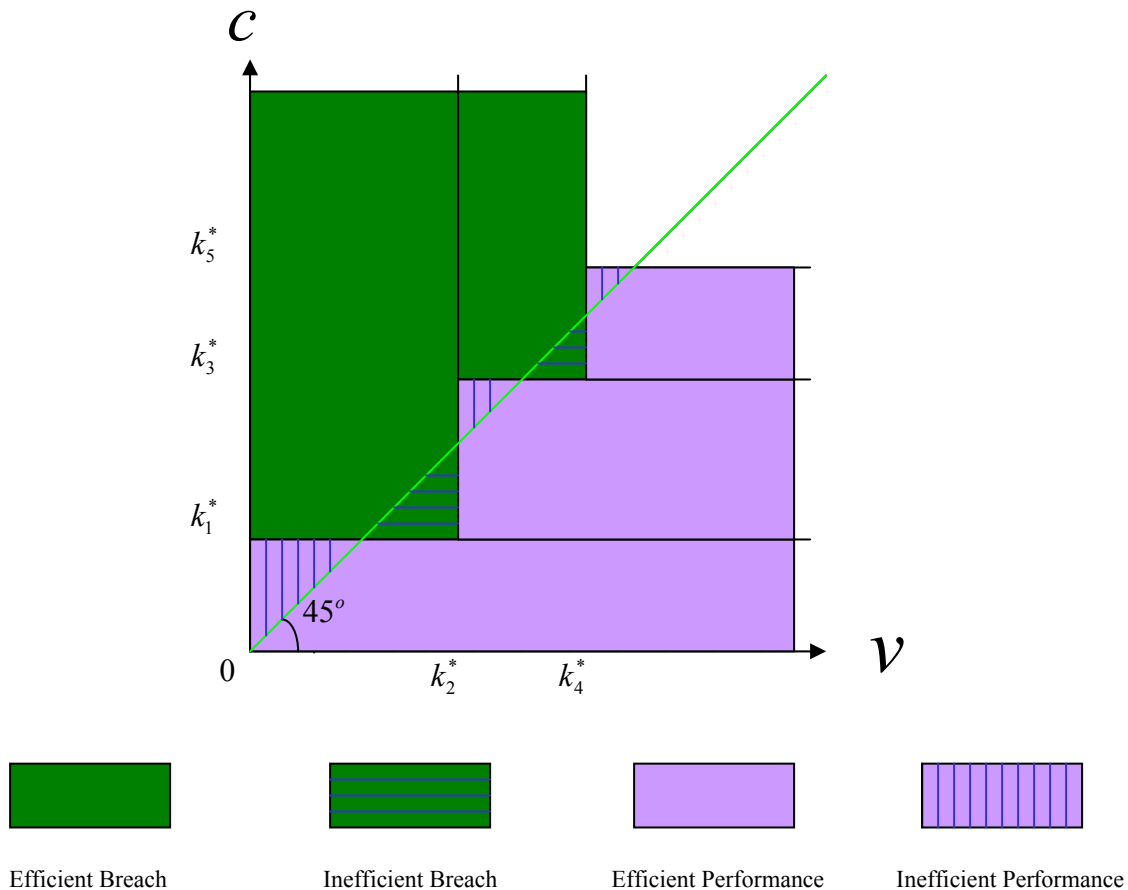 c
k₅*
k₃*
k₁*
45°
0
k₂* k₄*
v
Efficient Breach Inefficient Breach Efficient Performance Inefficient Performance